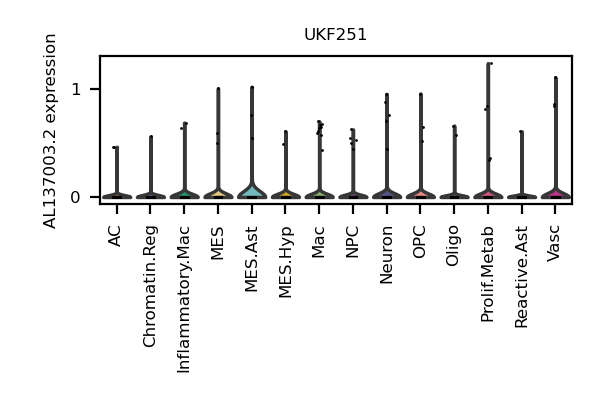 UKF251
AL137003.2 expression
1
0
AC
Chromatin.Reg
Inflammatory.Mac
MES
MES.Ast
MES.Hyp
Mac
NPC
Neuron
OPC
Oligo
Prolif.Metab
Reactive.Ast
Vasc